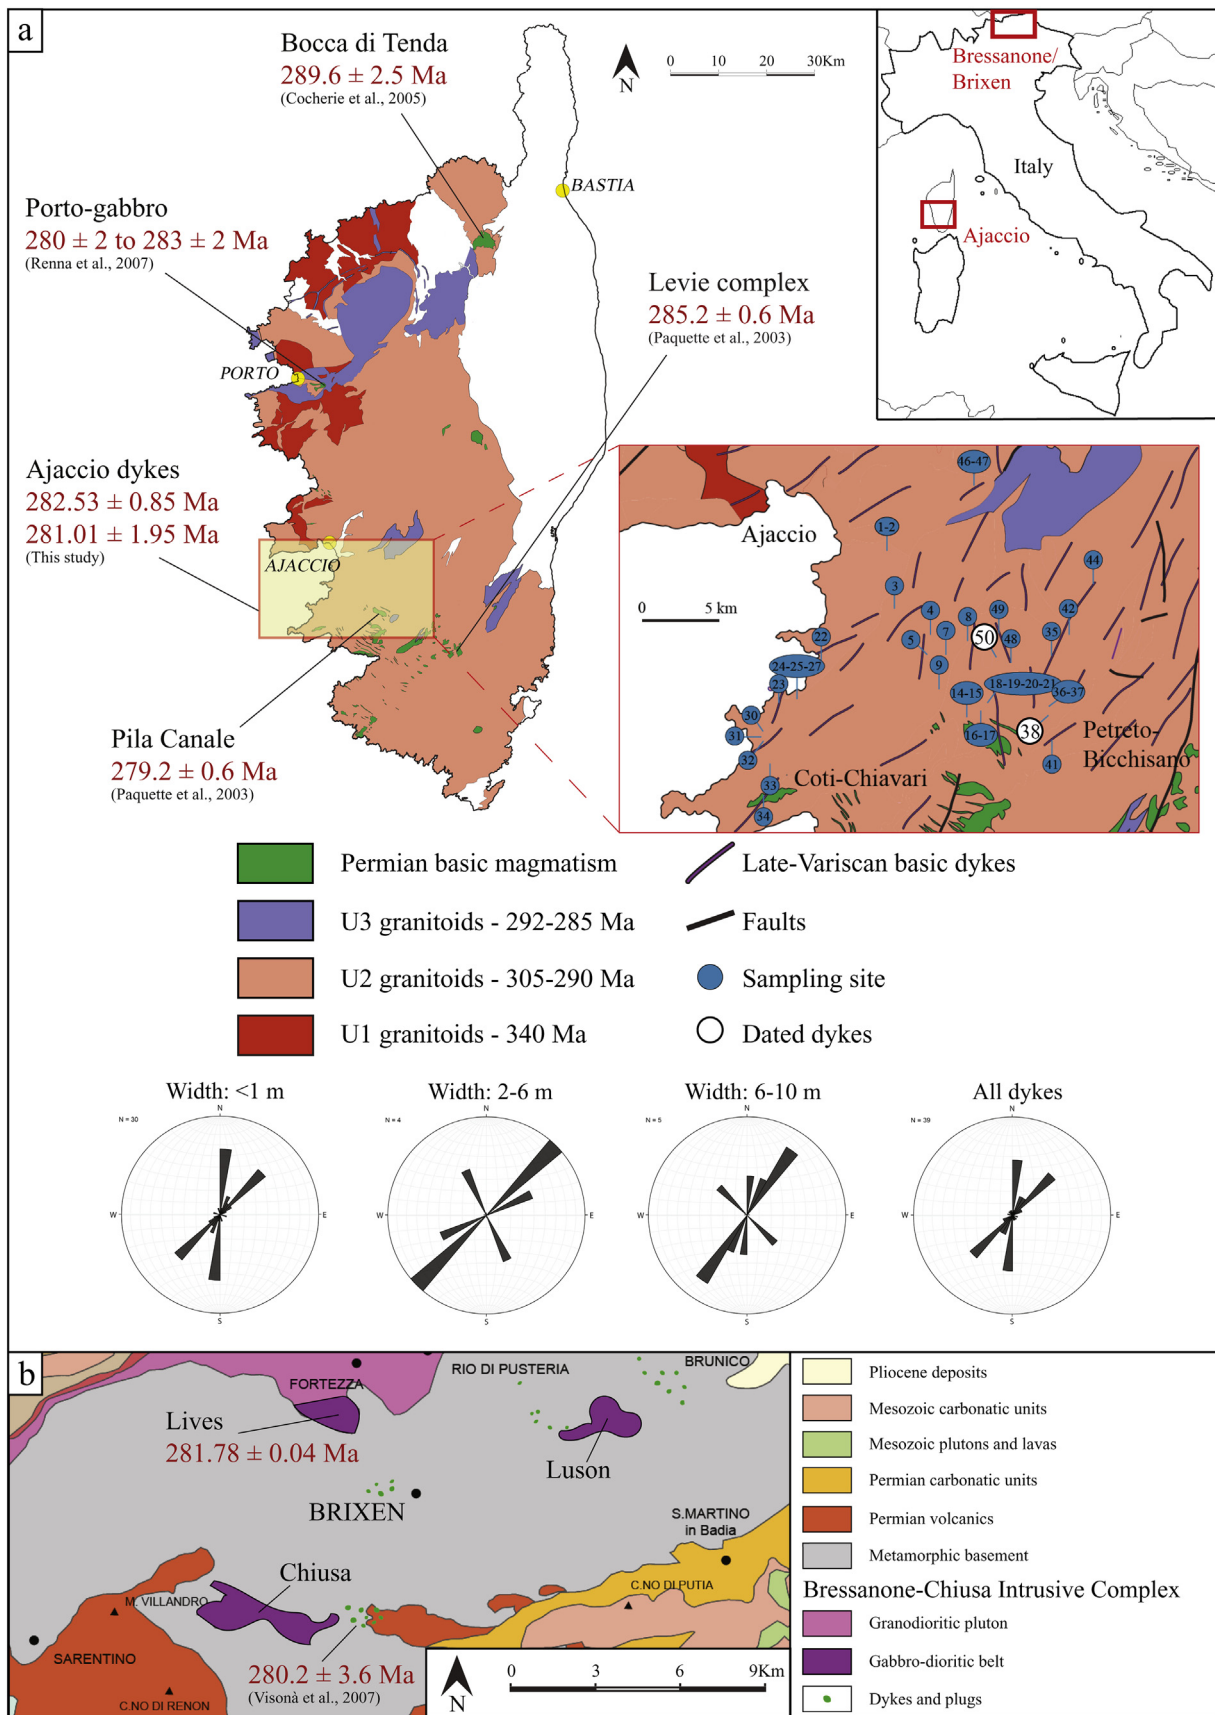 a
Bocca di Tenda
289.6 ± 2.5 Ma
(Cocherie et al., 2005)
N
0 10 20 30Km
Bressanone/
Brixen
Italy
Ajaccio
BASTIA
Porto-gabbro
280 ± 2 to 283 ± 2 Ma
(Renna et al., 2007)
Levie complex
285.2 ± 0.6 Ma
(Paquette et al., 2003)
PORTO
Ajaccio dykes
282.53 ± 0.85 Ma
281.01 ± 1.95 Ma
(This study)
AJACCIO
Pila Canale
279.2 ± 0.6 Ma
(Paquette et al., 2003)
46-47
Ajaccio
1-2
44
3
0 5 km
4
8
49
42
22
5
7
50
48
35
24-25-27
9
23
18-19-20-21
14-15
36-37
30
31
16-17
38
Petreto-
Bicchisano
32
41
33
Coti-Chiavari
34
Permian basic magmatism
Late-Variscan basic dykes
U3 granitoids - 292-285 Ma
Faults
U2 granitoids - 305-290 Ma
Sampling site
U1 granitoids - 340 Ma
Dated dykes
Width: <1 m
N = 30
N
W
E
S
Width: 2-6 m
N = 4
N
W
E
S
Width: 6-10 m
N = 5
N
W
E
S
All dykes
N = 39
N
W
E
S
b
FORTEZZA
RIO DI PUSTERIA
BRUNICO
Lives
281.78 ± 0.04 Ma
Luson
BRIXEN
S.MARTINO
in Badia
Chiusa
M. VILLANDRO
C.NO DI PUTIA
SARENTINO
280.2 ± 3.6 Ma
(Visonà et al., 2007)
C.NO DI RENON
N
0 3 6 9Km
Pliocene deposits
Mesozoic carbonatic units
Mesozoic plutons and lavas
Permian carbonatic units
Permian volcanics
Metamorphic basement
Bressanone-Chiusa Intrusive Complex
Granodioritic pluton
Gabbro-dioritic belt
Dykes and plugs